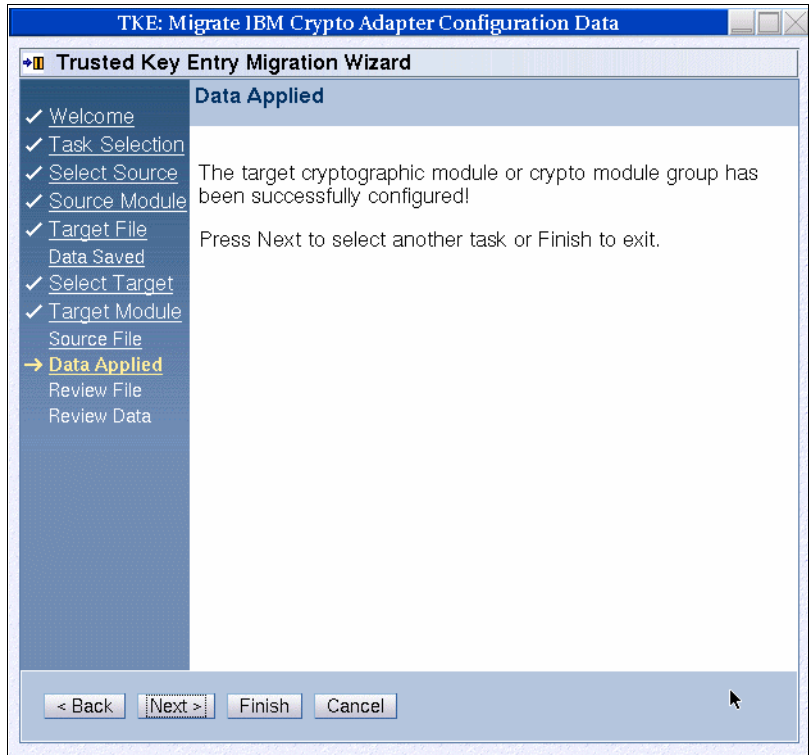 TKE: Migrate IBM Crypto Adapter Configuration Data
Trusted Key Entry Migration Wizard
Welcome
Task Selection
Select Source
Source Module
Target File
Data Saved
Select Target
Target Module
Source File
Data Applied
Review File
Review Data
Data Applied
The target cryptographic module or crypto module group has
been successfully configured!
Press Next to select another task or Finish to exit.
< Back
Next >
Finish
Cancel